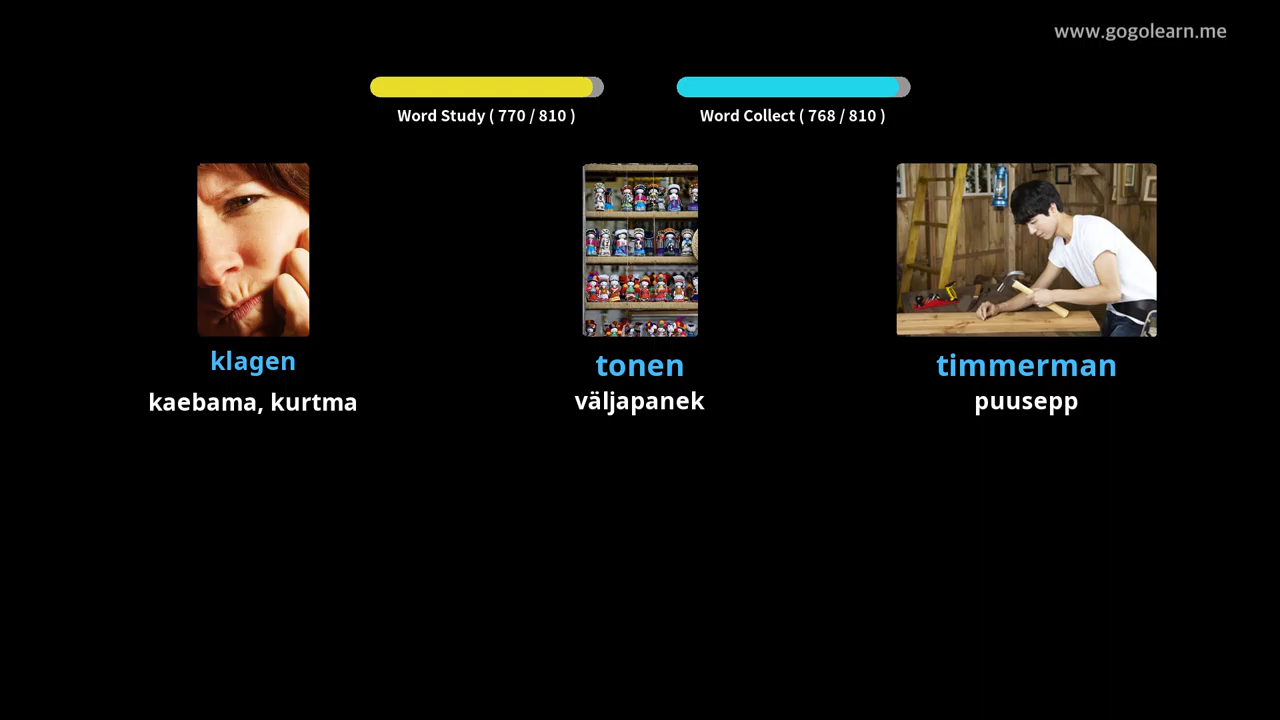 www.gogolearn.me
Word Study ( 770 / 810 )
Word Collect ( 768 / 810 )
klagen
kaebama, kurtma
tonen
väljapanek
timmerman
puusepp